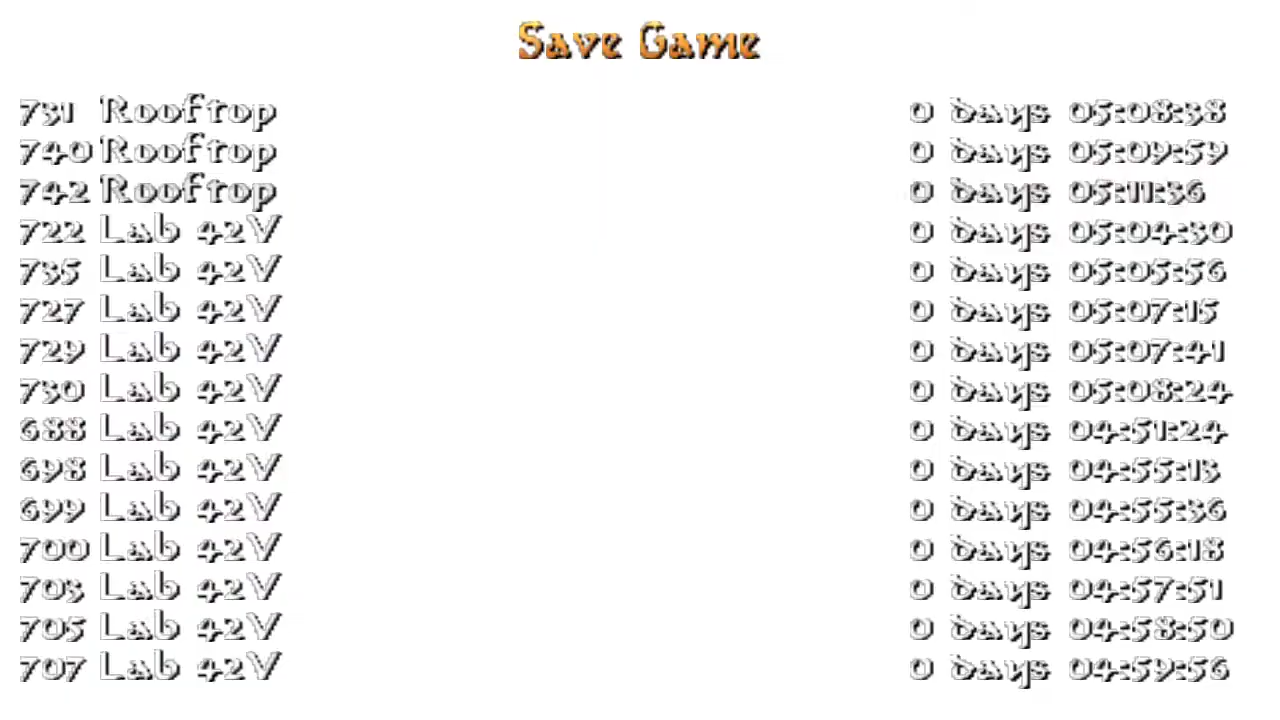 Save Game
731 Rooftop 0 days 05:08:38
740 Rooftop 0 days 05:09:59
742 Rooftop 0 days 05:11:36
722 Lab 42V 0 days 05:04:30
735 Lab 42V 0 days 05:05:56
727 Lab 42V 0 days 05:07:15
729 Lab 42V 0 days 05:07:41
730 Lab 42V 0 days 05:08:24
688 Lab 42V 0 days 04:51:24
698 Lab 42V 0 days 04:55:13
699 Lab 42V 0 days 04:55:36
700 Lab 42V 0 days 04:56:18
703 Lab 42V 0 days 04:57:51
705 Lab 42V 0 days 04:58:50
707 Lab 42V 0 days 04:59:56